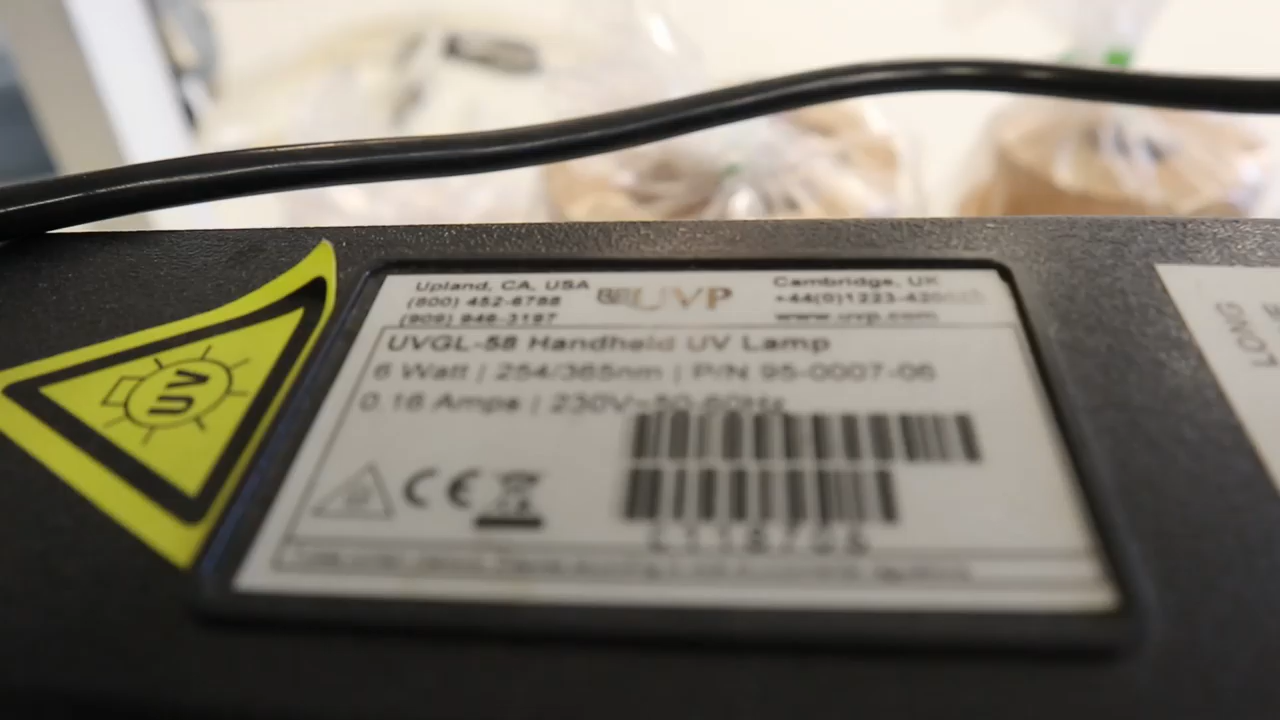 UV
Upland, CA, USA
(800) 452-6788
(909) 946-3197
UVP
Cambridge, UK
+44(0)1223-420022
www.uvp.com
UVGL-58 Handheld UV Lamp
6 Watt | 254/365nm | P/N 95-0007-06
0.16 Amps | 230V~50-60Hz
CE
LONG